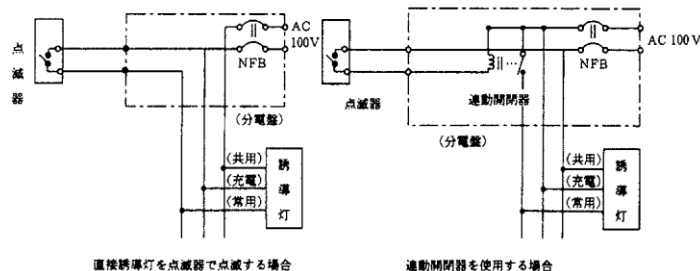 点滅器
AC
100V
NFB
(分電盤)
(共用)
(充電)
(常用)
誘導灯
直接誘導灯を点滅器で点滅する場合
点滅器
AC 100V
NFB
連動開閉器
(分電盤)
(共用)
(充電)
(常用)
誘導灯
連動開閉器を使用する場合